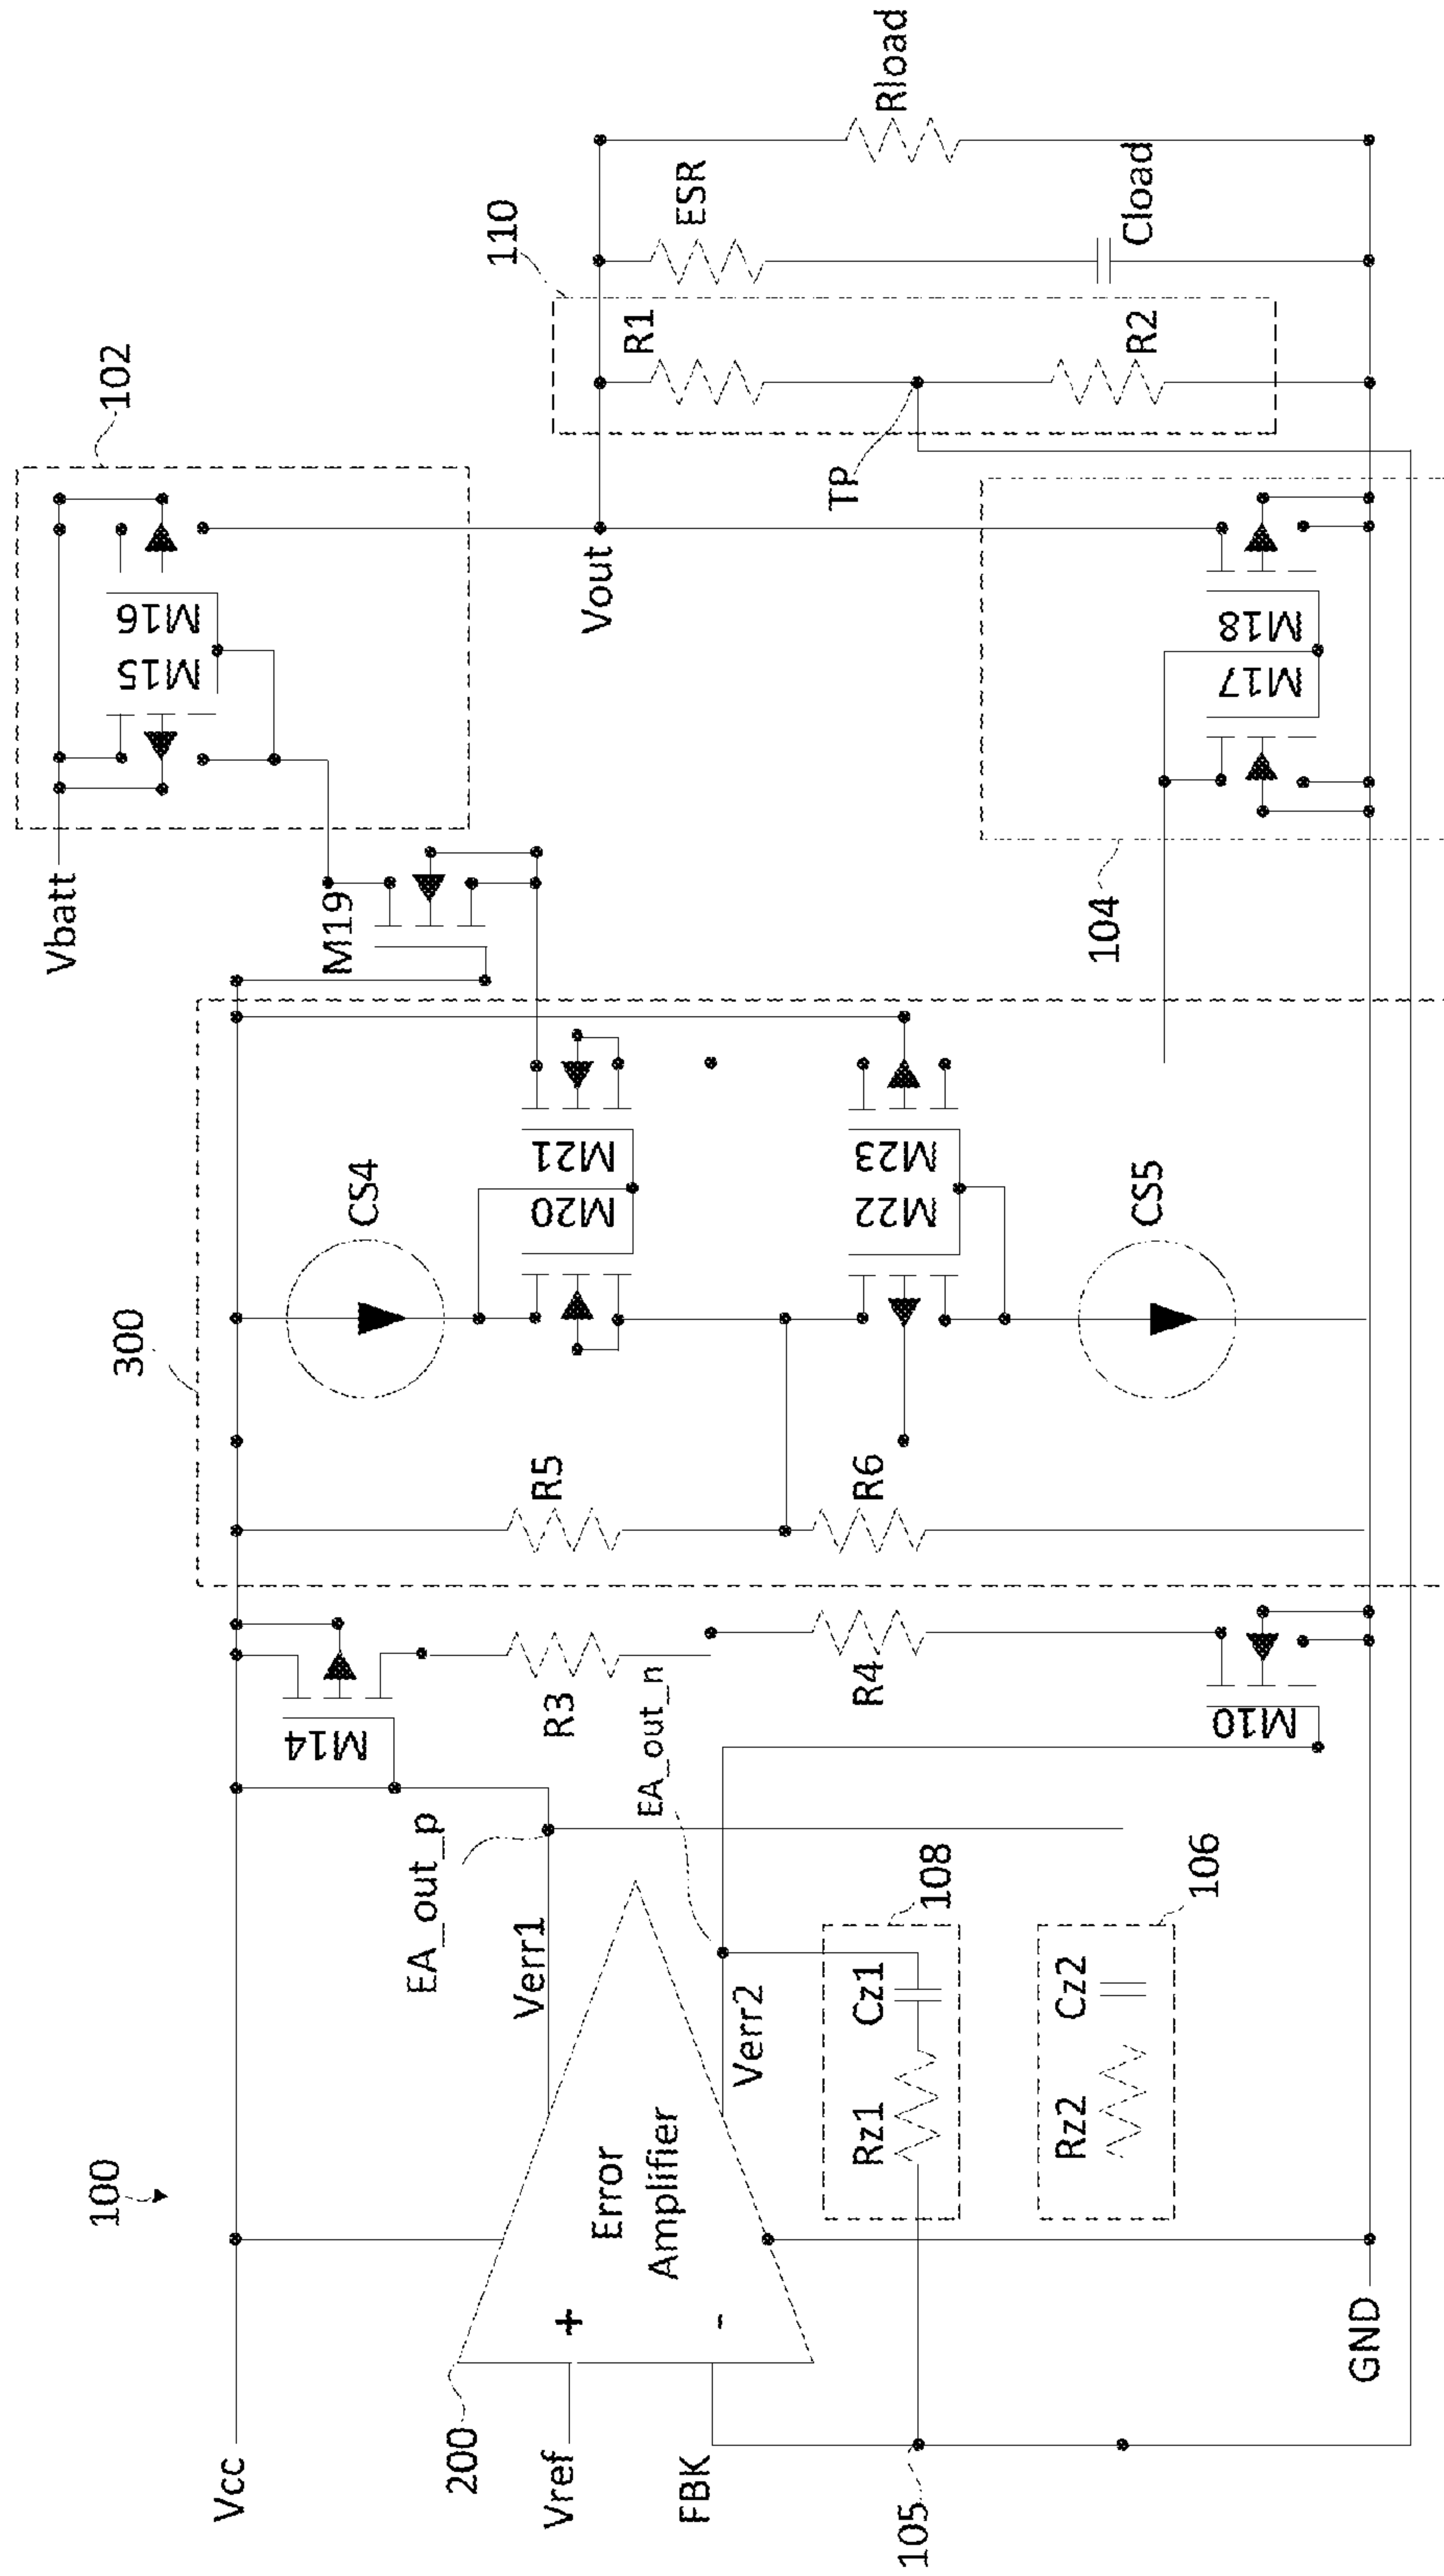 100
Vcc
200
Vref
FBK
105
GND
Error
Amplifier
+
-
Verr1
Verr2
EA_out_p
EA_out_n
108
Rz1
Cz1
106
Rz2
Cz2
M14
R3
R4
M10
300
R5
R6
CS4
M20
M21
M22
M23
CS5
M19
Vbatt
102
M15
M16
Vout
104
M17
M18
TP
110
R1
R2
ESR
Cload
Rload